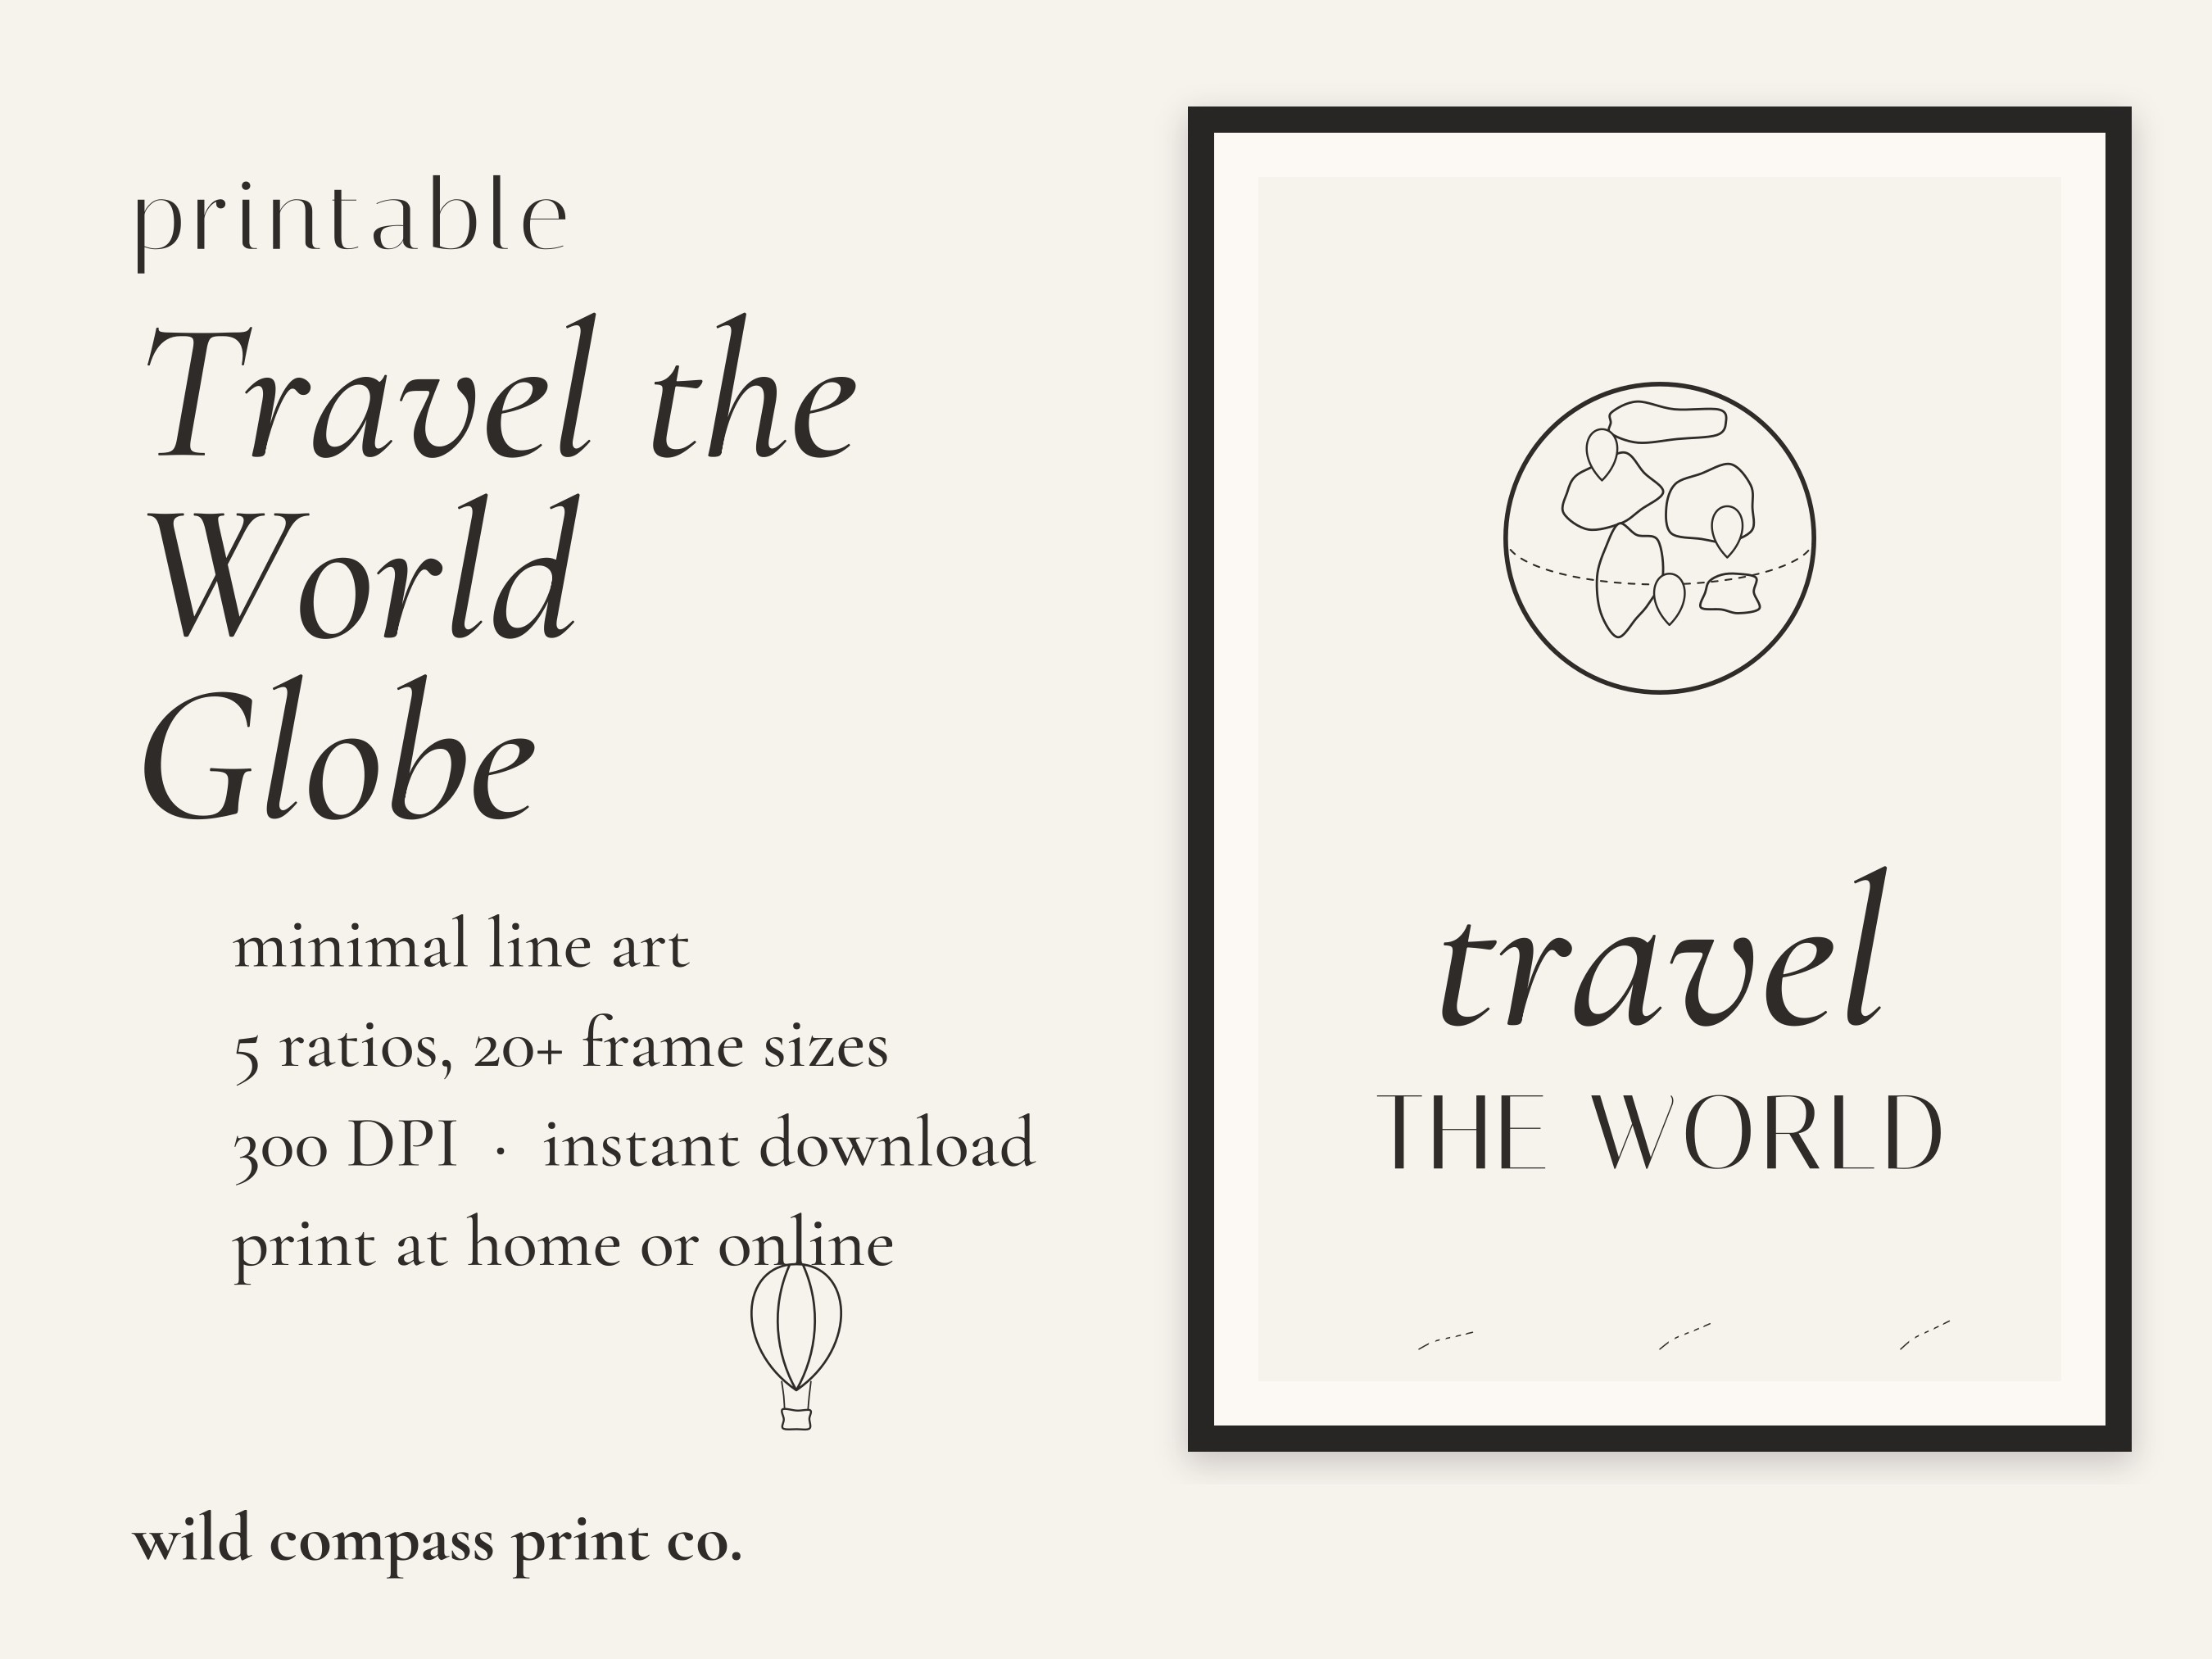 printable
Travel the
World
Globe
minimal line art
5 ratios, 20+ frame sizes
300 DPI · instant download
print at home or online
wild compass print co.
travel
THE WORLD